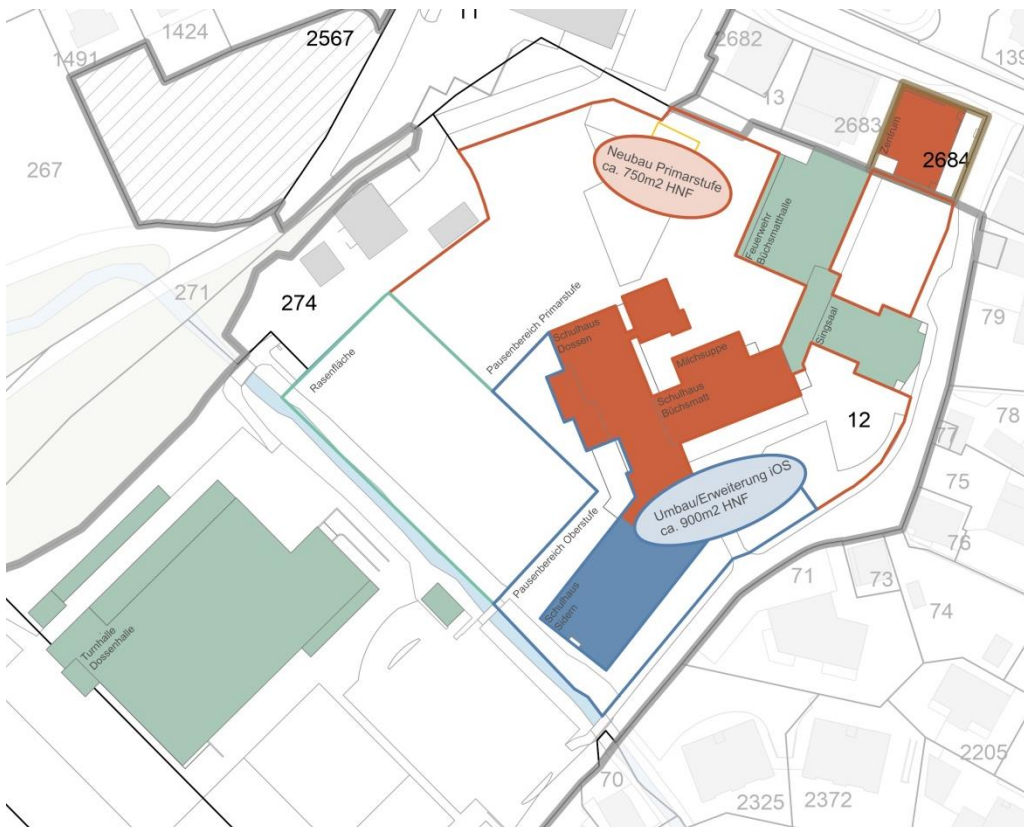 11
1424
2567
1491
2682
139
13
2683
Zentrum
2684
267
Neubau Primarstufe
ca. 750m2 HNF
Feuerwehr
Büchsmatthalle
271
274
79
Pausenbereich Primarstufe
Singsaal
Schulhaus
Dossen
Milchsuppe
Rasenfläche
Schulhaus
Büchsmatt
12
78
77
75
Umbau/Erweiterung iOS
ca. 900m2 HNF
76
Pausenbereich Oberstufe
71
73
74
Schulhaus
Sidern
Turnhalle
Dossenhalle
2205
70
2325
2372